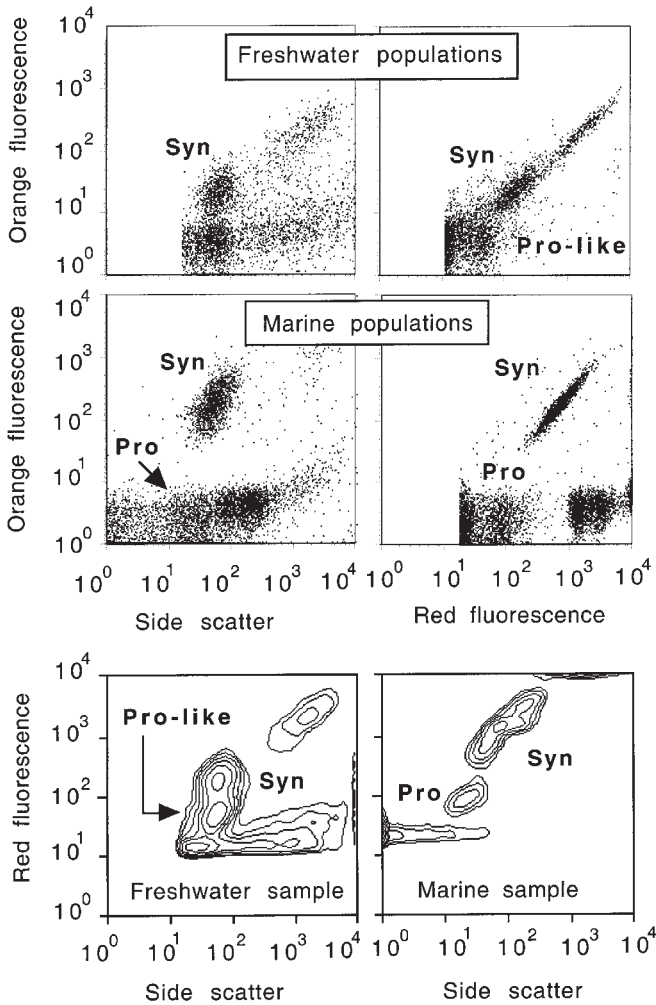 Freshwater populations
Orange fluorescence
10^4
10^3
10^2
10^1
10^0
Syn
Syn
Pro-like
Marine populations
Orange fluorescence
10^4
10^3
10^2
10^1
10^0
Syn
Pro
Syn
Pro
10^0 10^1 10^2 10^3 10^4
10^0 10^1 10^2 10^3 10^4
Side scatter
Red fluorescence
Red fluorescence
10^4
10^3
10^2
10^1
10^0
Pro-like
Syn
Freshwater sample
Pro
Syn
Marine sample
10^0 10^1 10^2 10^3 10^4
10^0 10^1 10^2 10^3 10^4
Side scatter
Side scatter